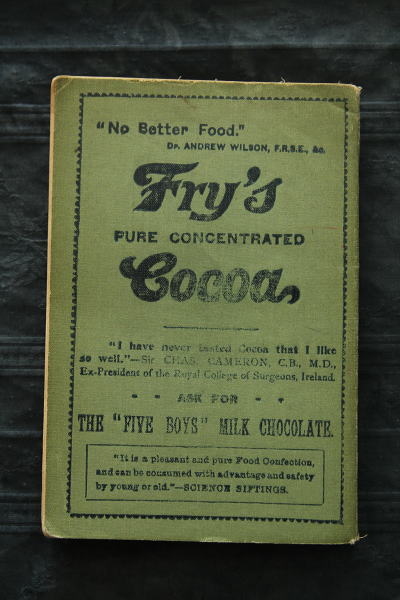 "No Better Food."
Dr. ANDREW WILSON, F.R.S.E., &c.
Fry's
PURE CONCENTRATED
Cocoa,
"I have never tasted Cocoa that I like
so well."—Sir CHAS. CAMERON, C.B., M.D.,
Ex-President of the Royal College of Surgeons, Ireland.
- - ASK FOR - -
THE "FIVE BOYS" MILK CHOCOLATE.
"It is a pleasant and pure Food Confection,
and can be consumed with advantage and safety
by young or old."—SCIENCE SIFTINGS.